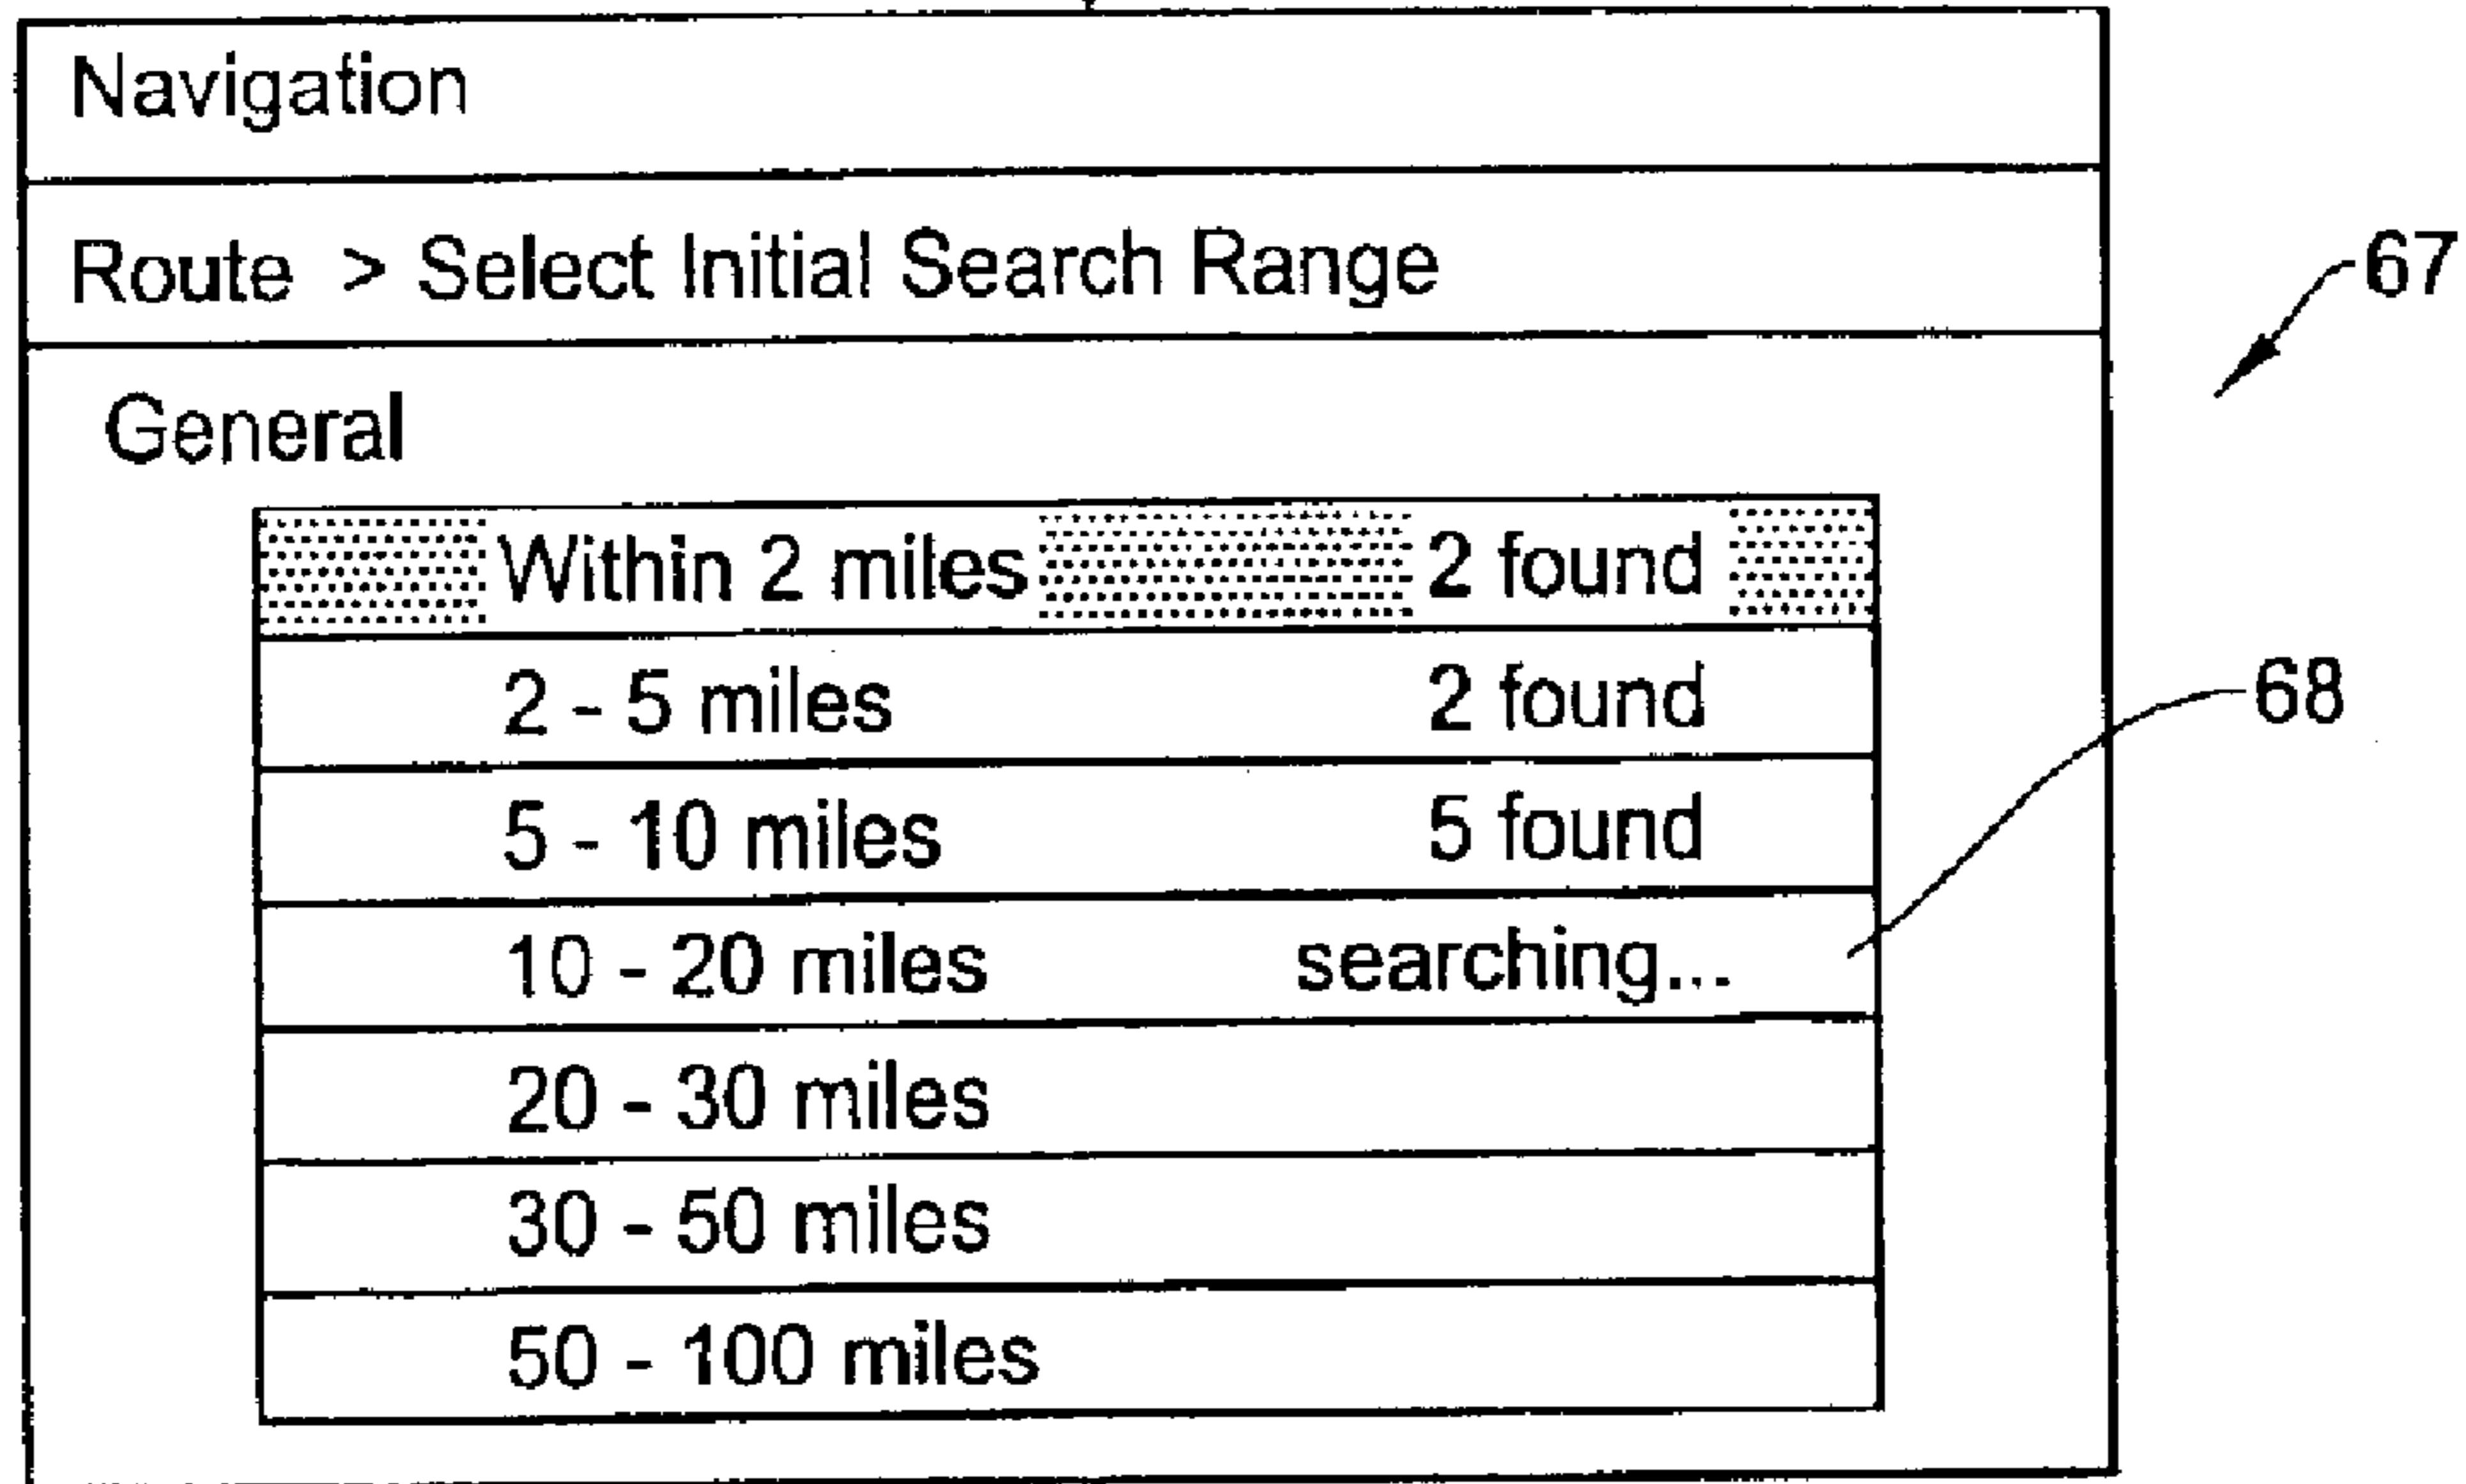 Navigation
Route > Select Initial Search Range
67
General
Within 2 miles 2 found
2 - 5 miles 2 found
68
5 - 10 miles 5 found
10 - 20 miles searching...
20 - 30 miles
30 - 50 miles
50 - 100 miles